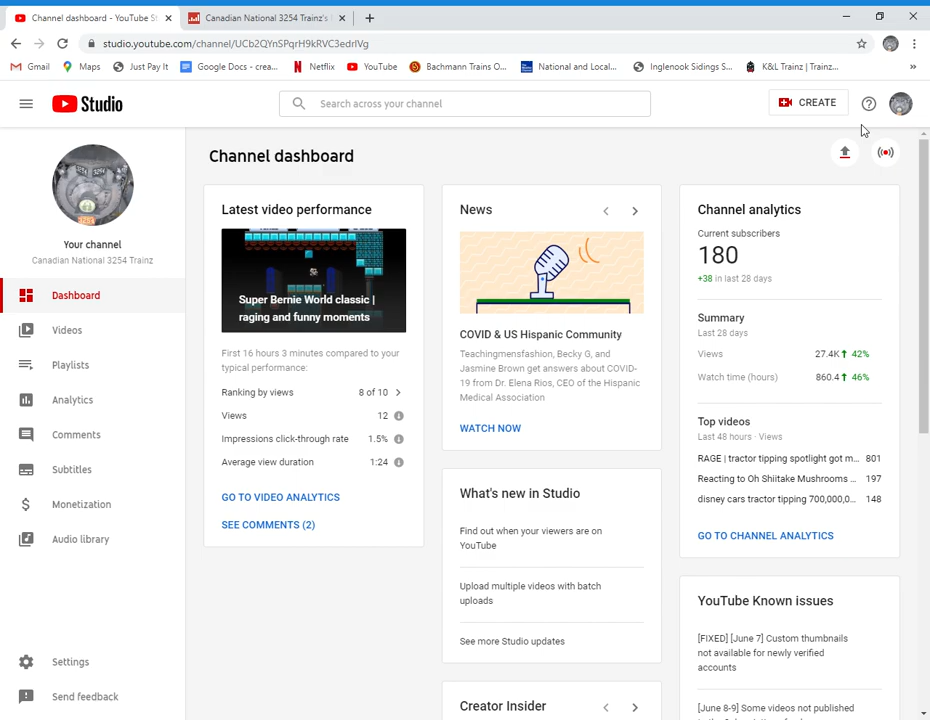 Channel dashboard - YouTube St
Canadian National 3254 Trainz's
studio.youtube.com/channel/UCb2QYnSPqrH9kRVC3edrIVg
Gmail
Maps
Just Pay It
Google Docs - crea...
Netflix
YouTube
Bachmann Trains O...
National and Local...
Inglenook Sidings S...
K&L Trainz | Trainz...
Studio
Search across your channel
CREATE
Channel dashboard
Your channel
Canadian National 3254 Trainz
Dashboard
Videos
Playlists
Analytics
Comments
Subtitles
Monetization
Audio library
Settings
Send feedback
Latest video performance
Super Bernie World classic |
raging and funny moments
First 16 hours 3 minutes compared to your
typical performance:
Ranking by views 8 of 10
Views 12
Impressions click-through rate 1.5%
Average view duration 1:24
GO TO VIDEO ANALYTICS
SEE COMMENTS (2)
News
COVID & US Hispanic Community
Teachingmensfashion, Becky G, and
Jasmine Brown get answers about COVID-
19 from Dr. Elena Rios, CEO of the Hispanic
Medical Association
WATCH NOW
What's new in Studio
Find out when your viewers are on
YouTube
Upload multiple videos with batch
uploads
See more Studio updates
Creator Insider
Channel analytics
Current subscribers
180
+38 in last 28 days
Summary
Last 28 days
Views 27.4K 42%
Watch time (hours) 860.4 46%
Top videos
Last 48 hours · Views
RAGE | tractor tipping spotlight got m... 801
Reacting to Oh Shiitake Mushrooms ... 197
disney cars tractor tipping 700,000,0... 148
GO TO CHANNEL ANALYTICS
YouTube Known issues
[FIXED] [June 7] Custom thumbnails
not available for newly verified
accounts
[June 8-9] Some videos not published